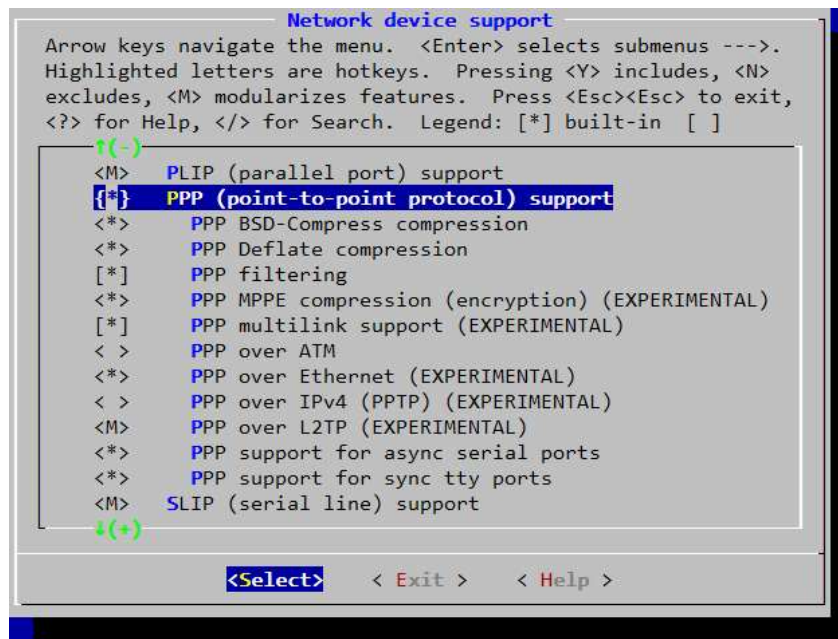 Network device support
Arrow keys navigate the menu.  <Enter> selects submenus --->.
Highlighted letters are hotkeys.  Pressing <Y> includes, <N>
excludes, <M> modularizes features.  Press <Esc><Esc> to exit,
<?> for Help, </> for Search.  Legend: [*] built-in  [ ]
↑(-)
<M>   PLIP (parallel port) support
{*}   PPP (point-to-point protocol) support
<*>     PPP BSD-Compress compression
<*>     PPP Deflate compression
[*]     PPP filtering
<*>     PPP MPPE compression (encryption) (EXPERIMENTAL)
[*]     PPP multilink support (EXPERIMENTAL)
< >     PPP over ATM
<*>     PPP over Ethernet (EXPERIMENTAL)
< >     PPP over IPv4 (PPTP) (EXPERIMENTAL)
<M>     PPP over L2TP (EXPERIMENTAL)
<*>     PPP support for async serial ports
<*>     PPP support for sync tty ports
<M>   SLIP (serial line) support
↓(+)
<Select>    < Exit >    < Help >